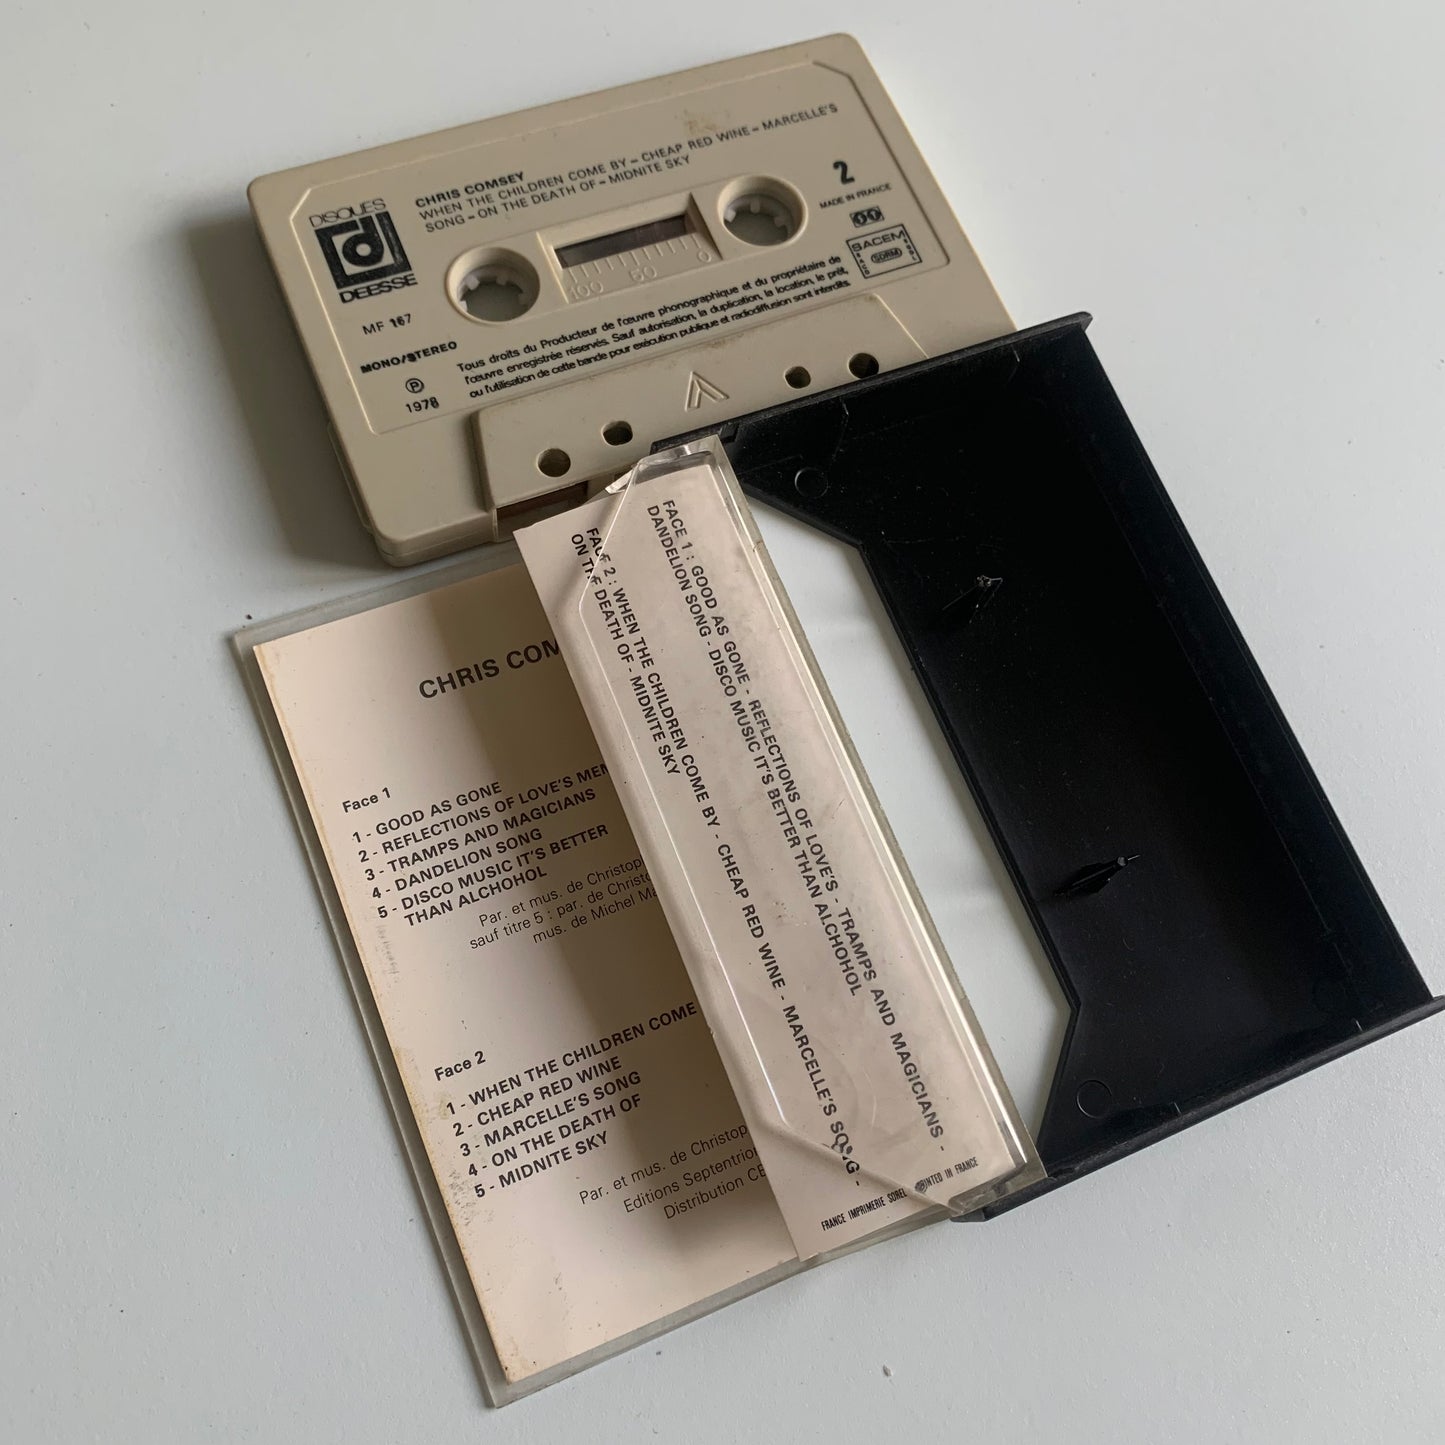 DISQUES
DEESSE
CHRIS COMSEY
WHEN THE CHILDREN COME BY - CHEAP RED WINE - MARCELLE'S
SONG - ON THE DEATH OF - MIDNITE SKY
2
MADE IN FRANCE
SACEM
SDRM
MF 167
MONO/STEREO
Ⓟ
1978
100 50 0
Tous droits du Producteur de l'œuvre phonographique et du propriétaire de
l'œuvre enregistrée réservés. Sauf autorisation, la duplication, la location, le prêt,
ou l'utilisation de cette bande pour exécution publique et radiodiffusion sont interdits.
FACE 1 : GOOD AS GONE - REFLECTIONS OF LOVE'S - TRAMPS AND MAGICIANS -
DANDELION SONG - DISCO MUSIC IT'S BETTER THAN ALCHOHOL
FACE 2 : WHEN THE CHILDREN COME BY - CHEAP RED WINE - MARCELLE'S SONG -
ON THE DEATH OF - MIDNITE SKY
FRANCE IMPRIMERIE SOREL PRINTED IN FRANCE
CHRIS COM
Face 1
1 - GOOD AS GONE
2 - REFLECTIONS OF LOVE'S MEM
3 - TRAMPS AND MAGICIANS
4 - DANDELION SONG
5 - DISCO MUSIC IT'S BETTER
THAN ALCHOHOL
Par. et mus. de Christop
sauf titre 5 : par. de Christo
mus. de Michel Ma
Face 2
1 - WHEN THE CHILDREN COME
2 - CHEAP RED WINE
3 - MARCELLE'S SONG
4 - ON THE DEATH OF
5 - MIDNITE SKY
Par. et mus. de Christop
Editions Septentrio
Distribution CB